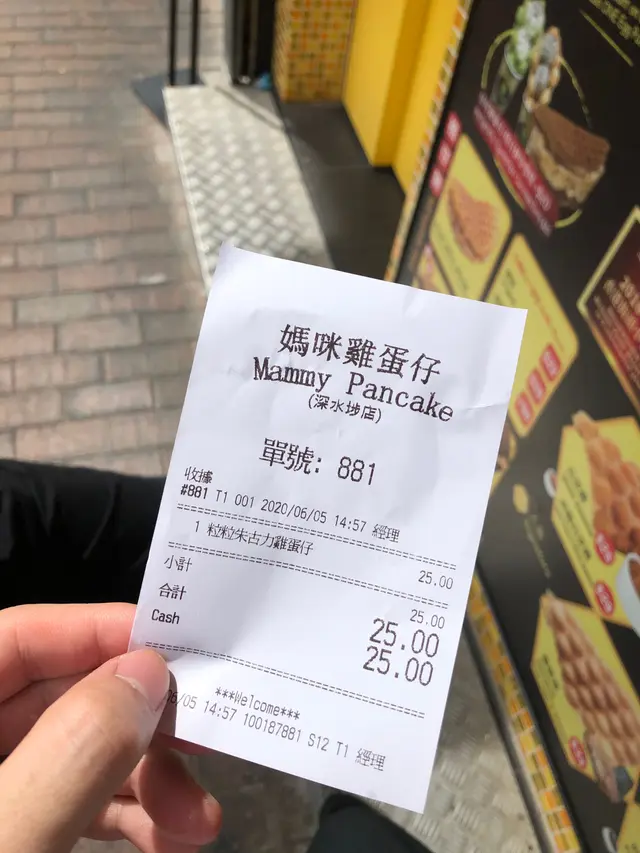 媽咪雞蛋仔
Mammy Pancake
(深水埗店)
單號: 881
收據
#881 T1 001 2020/06/05 14:57 經理
1 粒粒朱古力雞蛋仔 25.00
小計 25.00
合計 25.00
Cash 25.00
***Welcome***
06/05 14:57 100187881 S12 T1 經理